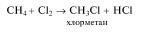 CH₄ + Cl₂ → CH₃Cl + HCl
хлорметан